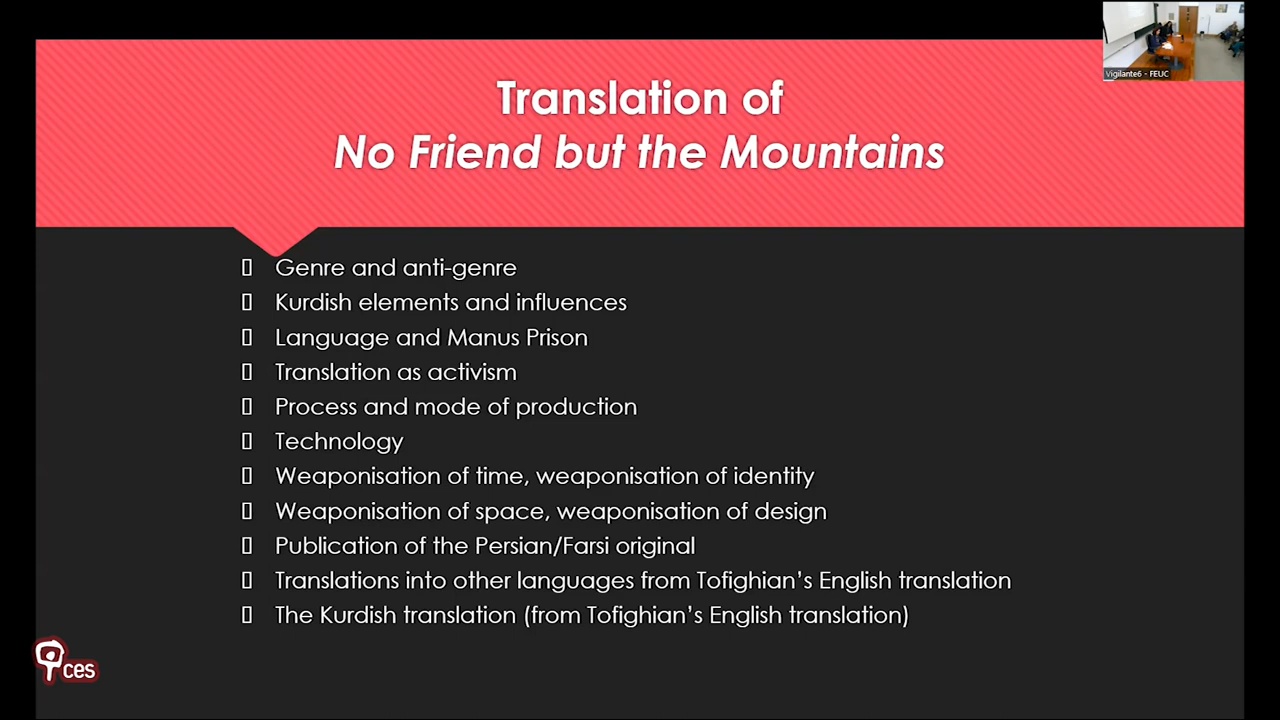 Vigilante6 - FEUC
Translation of
No Friend but the Mountains
Genre and anti-genre
Kurdish elements and influences
Language and Manus Prison
Translation as activism
Process and mode of production
Technology
Weaponisation of time, weaponisation of identity
Weaponisation of space, weaponisation of design
Publication of the Persian/Farsi original
Translations into other languages from Tofighian’s English translation
The Kurdish translation (from Tofighian’s English translation)
ces